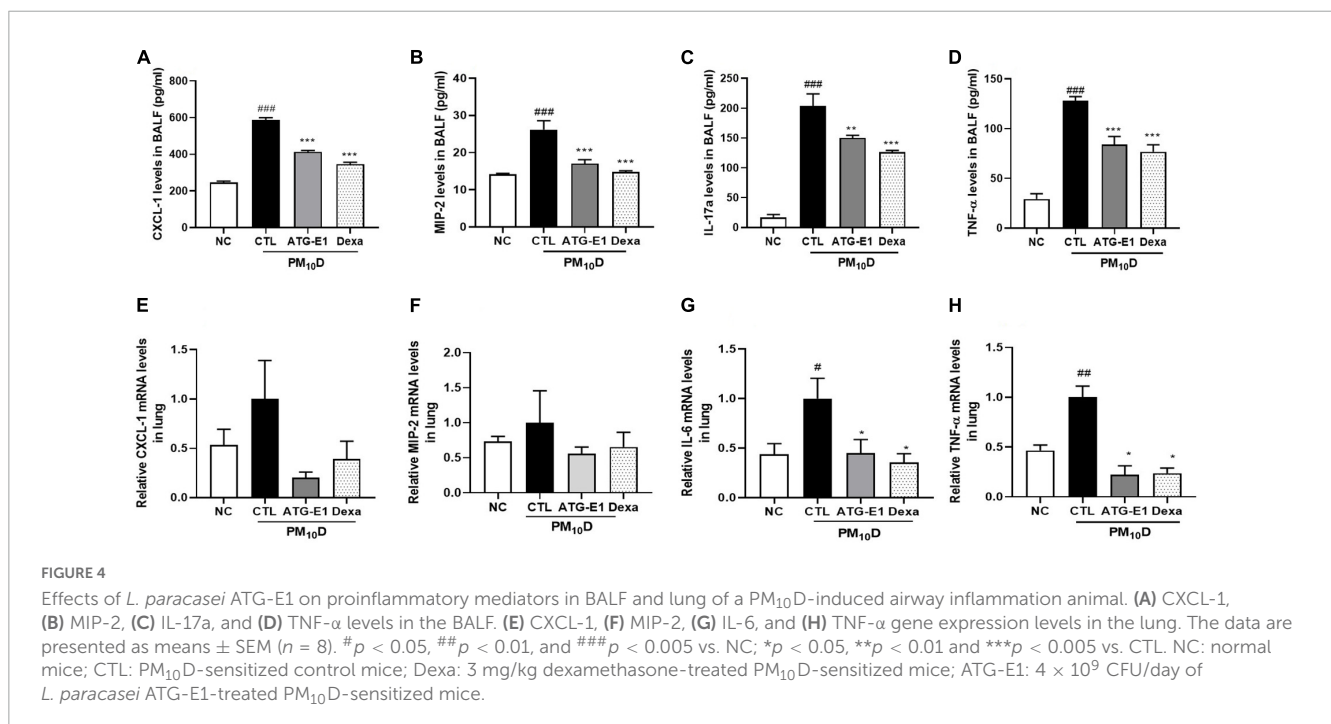 A
CXCL-1 levels in BALF (pg/ml)
800
600
400
200
0
###
***
***
NC CTL ATG-E1 Dexa
PM₁₀D
B
MIP-2 levels in BALF (pg/ml)
40
30
20
10
0
###
***
***
NC CTL ATG-E1 Dexa
PM₁₀D
C
IL-17a levels in BALF (pg/ml)
250
200
150
100
50
0
###
**
***
NC CTL ATG-E1 Dexa
PM₁₀D
D
TNF-α levels in BALF (pg/ml)
150
100
50
0
###
***
***
NC CTL ATG-E1 Dexa
PM₁₀D
E
Relative CXCL-1 mRNA levels
in lung
1.5
1.0
0.5
0.0
NC CTL ATG-E1 Dexa
PM₁₀D
F
Relative MIP-2 mRNA levels
in lung
2.0
1.5
1.0
0.5
0.0
NC CTL ATG-E1 Dexa
PM₁₀D
G
Relative IL-6 mRNA levels
in lung
1.5
1.0
0.5
0.0
#
*
*
NC CTL ATG-E1 Dexa
PM₁₀D
H
Relative TNF-α mRNA levels
in lung
1.5
1.0
0.5
0.0
##
*
*
NC CTL ATG-E1 Dexa
PM₁₀D
FIGURE 4
Effects of L. paracasei ATG-E1 on proinflammatory mediators in BALF and lung of a PM₁₀D-induced airway inflammation animal. (A) CXCL-1,
(B) MIP-2, (C) IL-17a, and (D) TNF-α levels in the BALF. (E) CXCL-1, (F) MIP-2, (G) IL-6, and (H) TNF-α gene expression levels in the lung. The data are
presented as means ± SEM (n = 8). #p < 0.05, ##p < 0.01, and ###p < 0.005 vs. NC; *p < 0.05, **p < 0.01 and ***p < 0.005 vs. CTL. NC: normal
mice; CTL: PM₁₀D-sensitized control mice; Dexa: 3 mg/kg dexamethasone-treated PM₁₀D-sensitized mice; ATG-E1: 4 × 10⁹ CFU/day of
L. paracasei ATG-E1-treated PM₁₀D-sensitized mice.